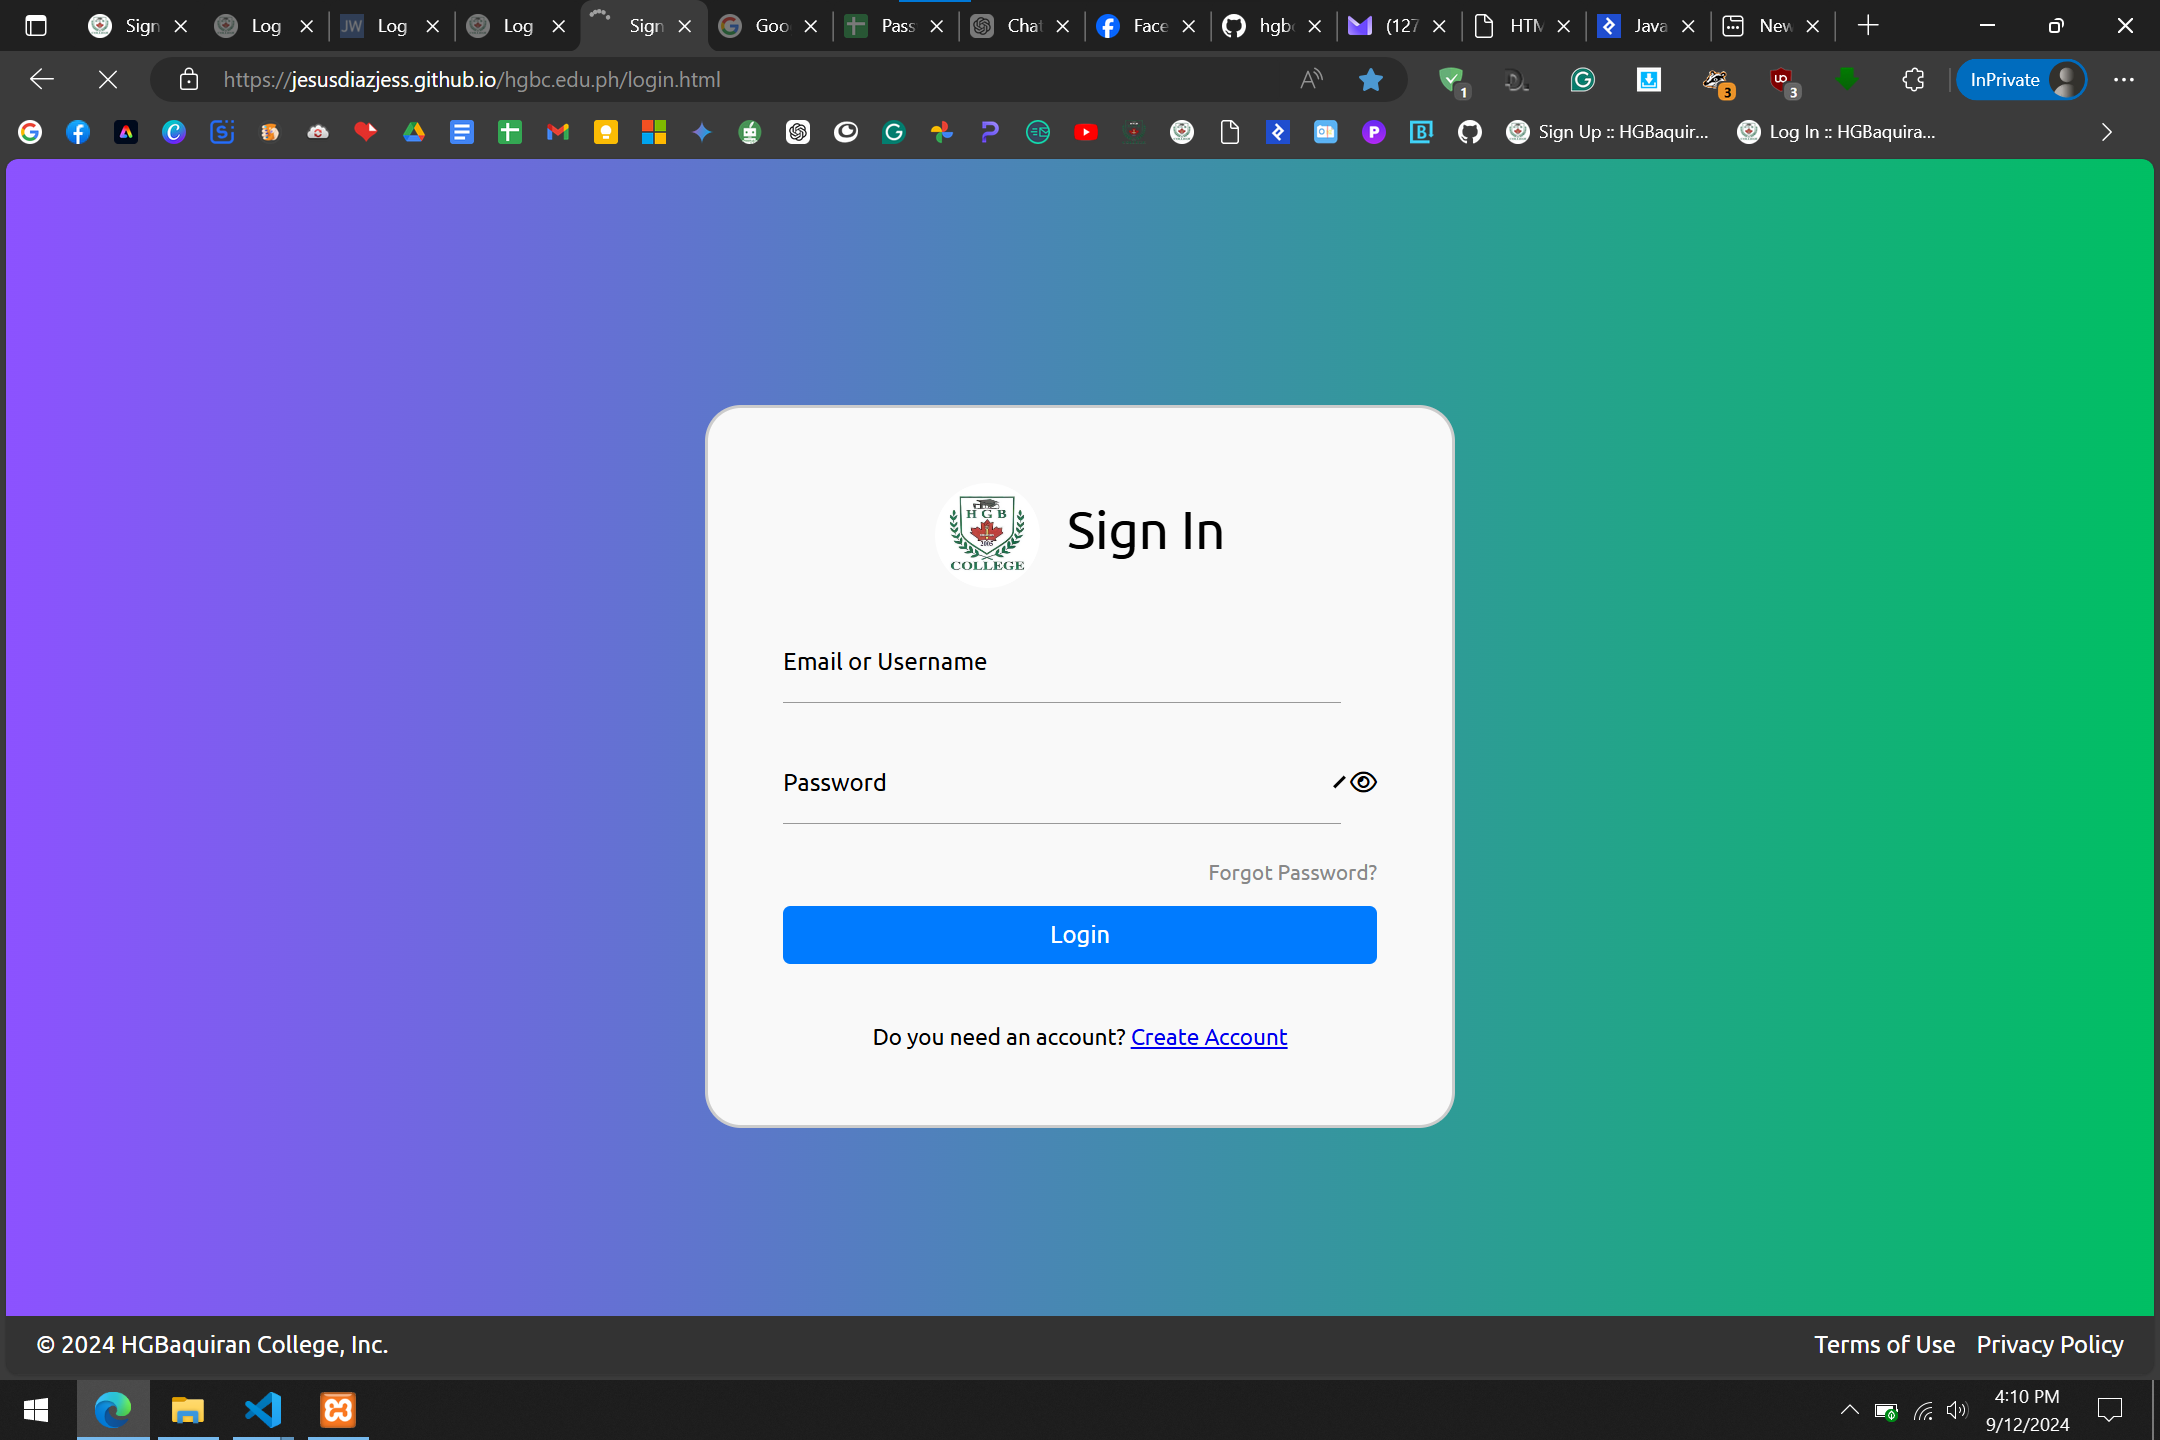 Sign
Log
JW
Log
Log
Sign
Goo
Pass
Chat
Face
hgb
(127
HTM
Java
New
https://jesusdiazjess.github.io/hgbc.edu.ph/login.html
1
3
3
InPrivate
Sign Up :: HGBaquir...
Log In :: HGBaquira...
HGB
2005
COLLEGE
Sign In
Email or Username
Password
Forgot Password?
Login
Do you need an account? Create Account
© 2024 HGBaquiran College, Inc.
Terms of Use
Privacy Policy
4:10 PM
9/12/2024